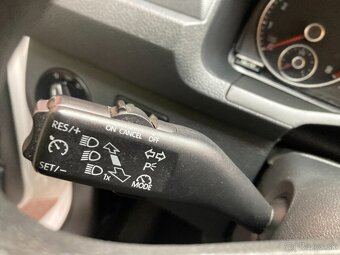 ON CANCEL OFF
RES/+
P
1x
SET/-
MODE